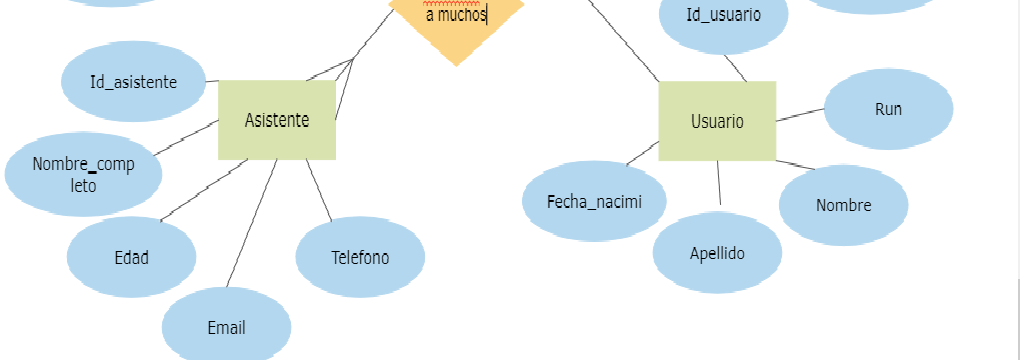 a muchos
Id_usuario
Id_asistente
Asistente
Usuario
Run
Nombre_comp
leto
Fecha_nacimi
Nombre
Edad
Telefono
Apellido
Email